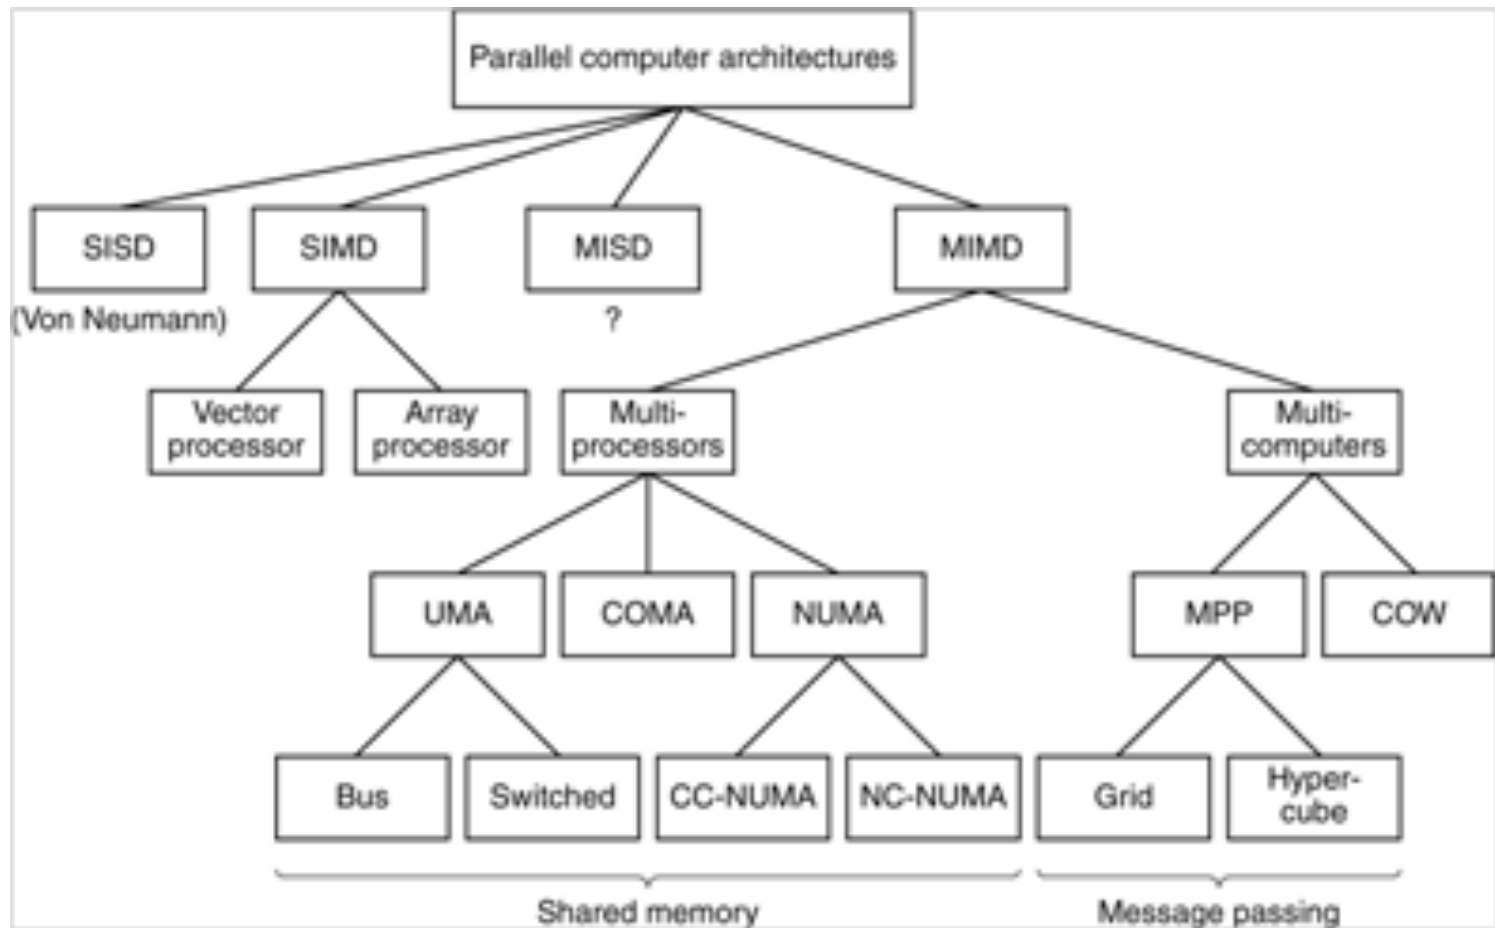 Parallel computer architectures
SISD
SIMD
MISD
MIMD
(Von Neumann)
?
Vector
processor
Array
processor
Multi-
processors
Multi-
computers
UMA
COMA
NUMA
MPP
COW
Bus
Switched
CC-NUMA
NC-NUMA
Grid
Hyper-
cube
Shared memory
Message passing